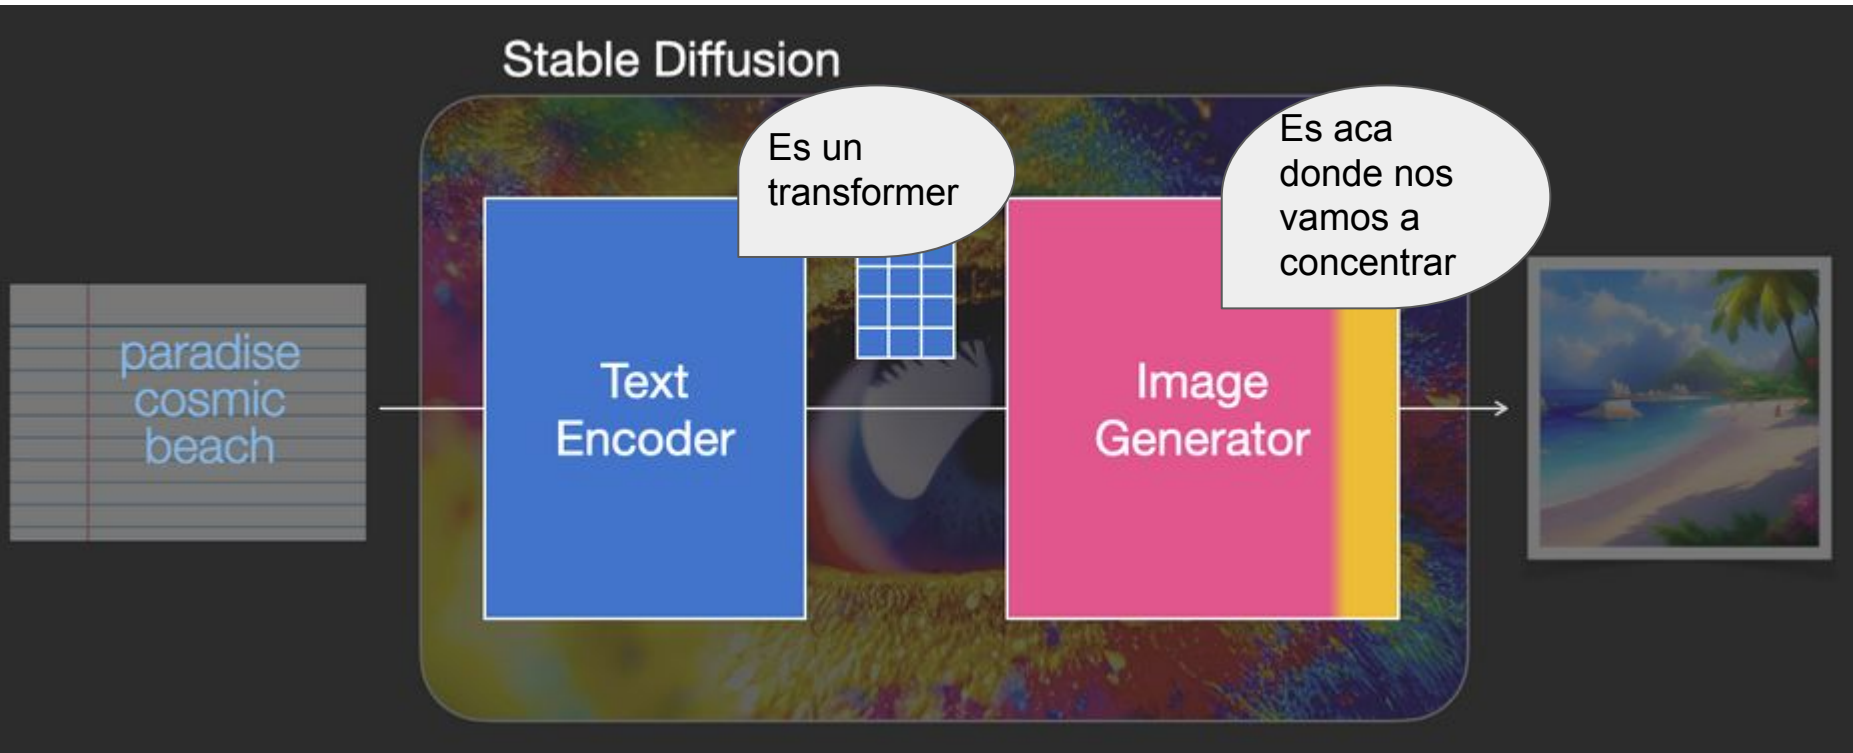 Stable Diffusion
Es un
transformer
Es aca
donde nos
vamos a
concentrar
paradise
cosmic
beach
Text
Encoder
Image
Generator